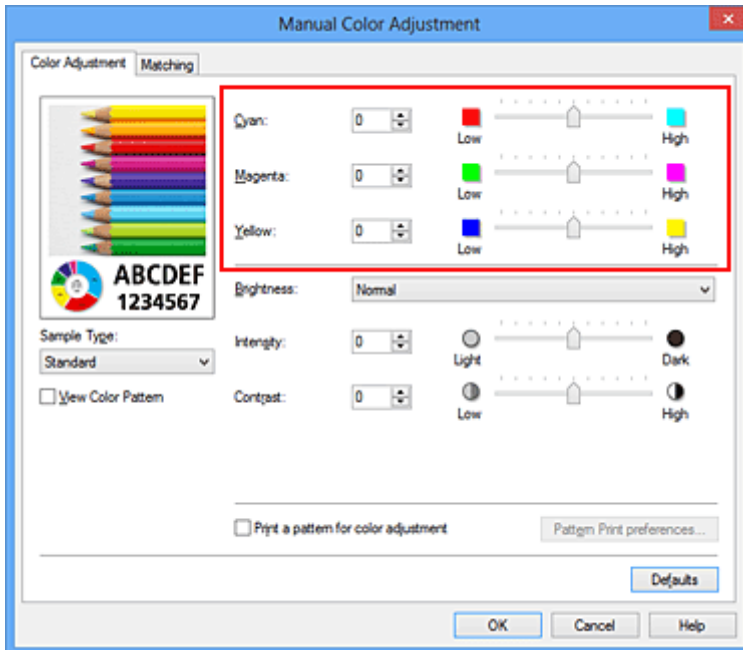 Manual Color Adjustment
Color Adjustment Matching
Cyan: 0 Low High
Magenta: 0 Low High
Yellow: 0 Low High
ABCDEF
1234567
Brightness: Normal
Sample Type:
Standard
Intensity: 0 Light Dark
View Color Pattern
Contrast: 0 Low High
Print a pattern for color adjustment Pattern Print preferences...
Defaults
OK Cancel Help